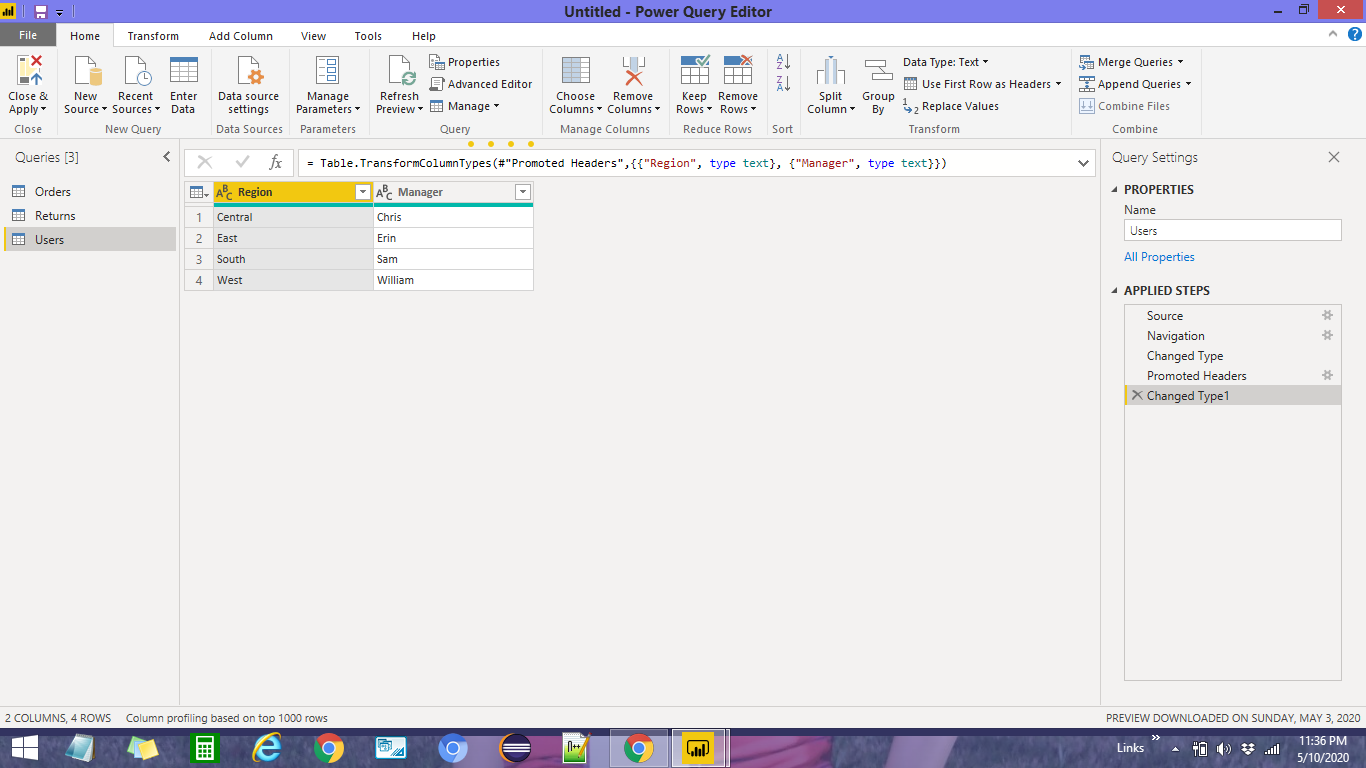 Untitled - Power Query Editor
File Home Transform Add Column View Tools Help
Close & Apply
Close
New Source
Recent Sources
Enter Data
New Query
Data source settings
Data Sources
Manage Parameters
Parameters
Refresh Preview
Properties
Advanced Editor
Manage
Query
Choose Columns
Remove Columns
Manage Columns
Keep Rows
Remove Rows
Reduce Rows
A Z
Z A
Sort
Split Column
Group By
Data Type: Text
Use First Row as Headers
1 2 Replace Values
Transform
Merge Queries
Append Queries
Combine Files
Combine
Queries [3]
Orders
Returns
Users
fx
= Table.TransformColumnTypes(#"Promoted Headers",{{"Region", type text}, {"Manager", type text}})
ABC Region ABC Manager
1 Central Chris
2 East Erin
3 South Sam
4 West William
Query Settings
PROPERTIES
Name
Users
All Properties
APPLIED STEPS
Source
Navigation
Changed Type
Promoted Headers
Changed Type1
2 COLUMNS, 4 ROWS Column profiling based on top 1000 rows
PREVIEW DOWNLOADED ON SUNDAY, MAY 3, 2020
Links
11:36 PM
5/10/2020